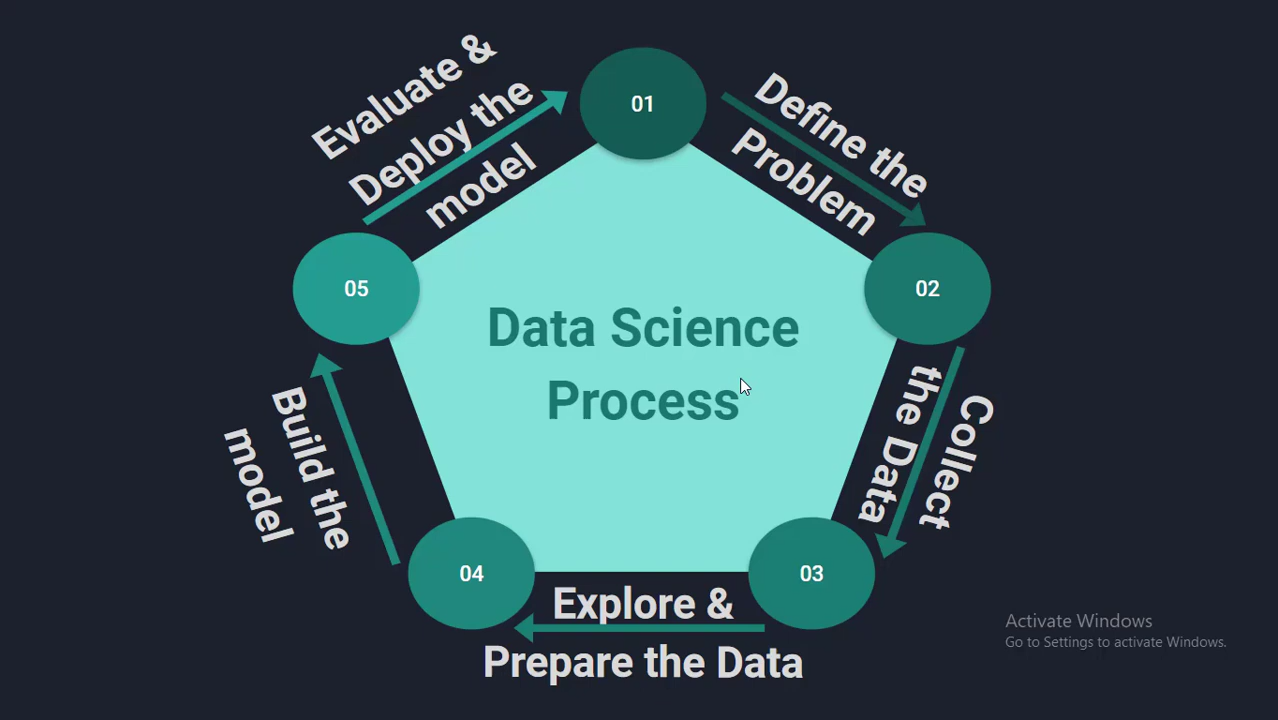 01
Define the
Problem
02
Collect
the Data
03
Explore &
Prepare the Data
04
Build the
model
05
Evaluate &
Deploy the
model
Data Science
Process
Activate Windows
Go to Settings to activate Windows.